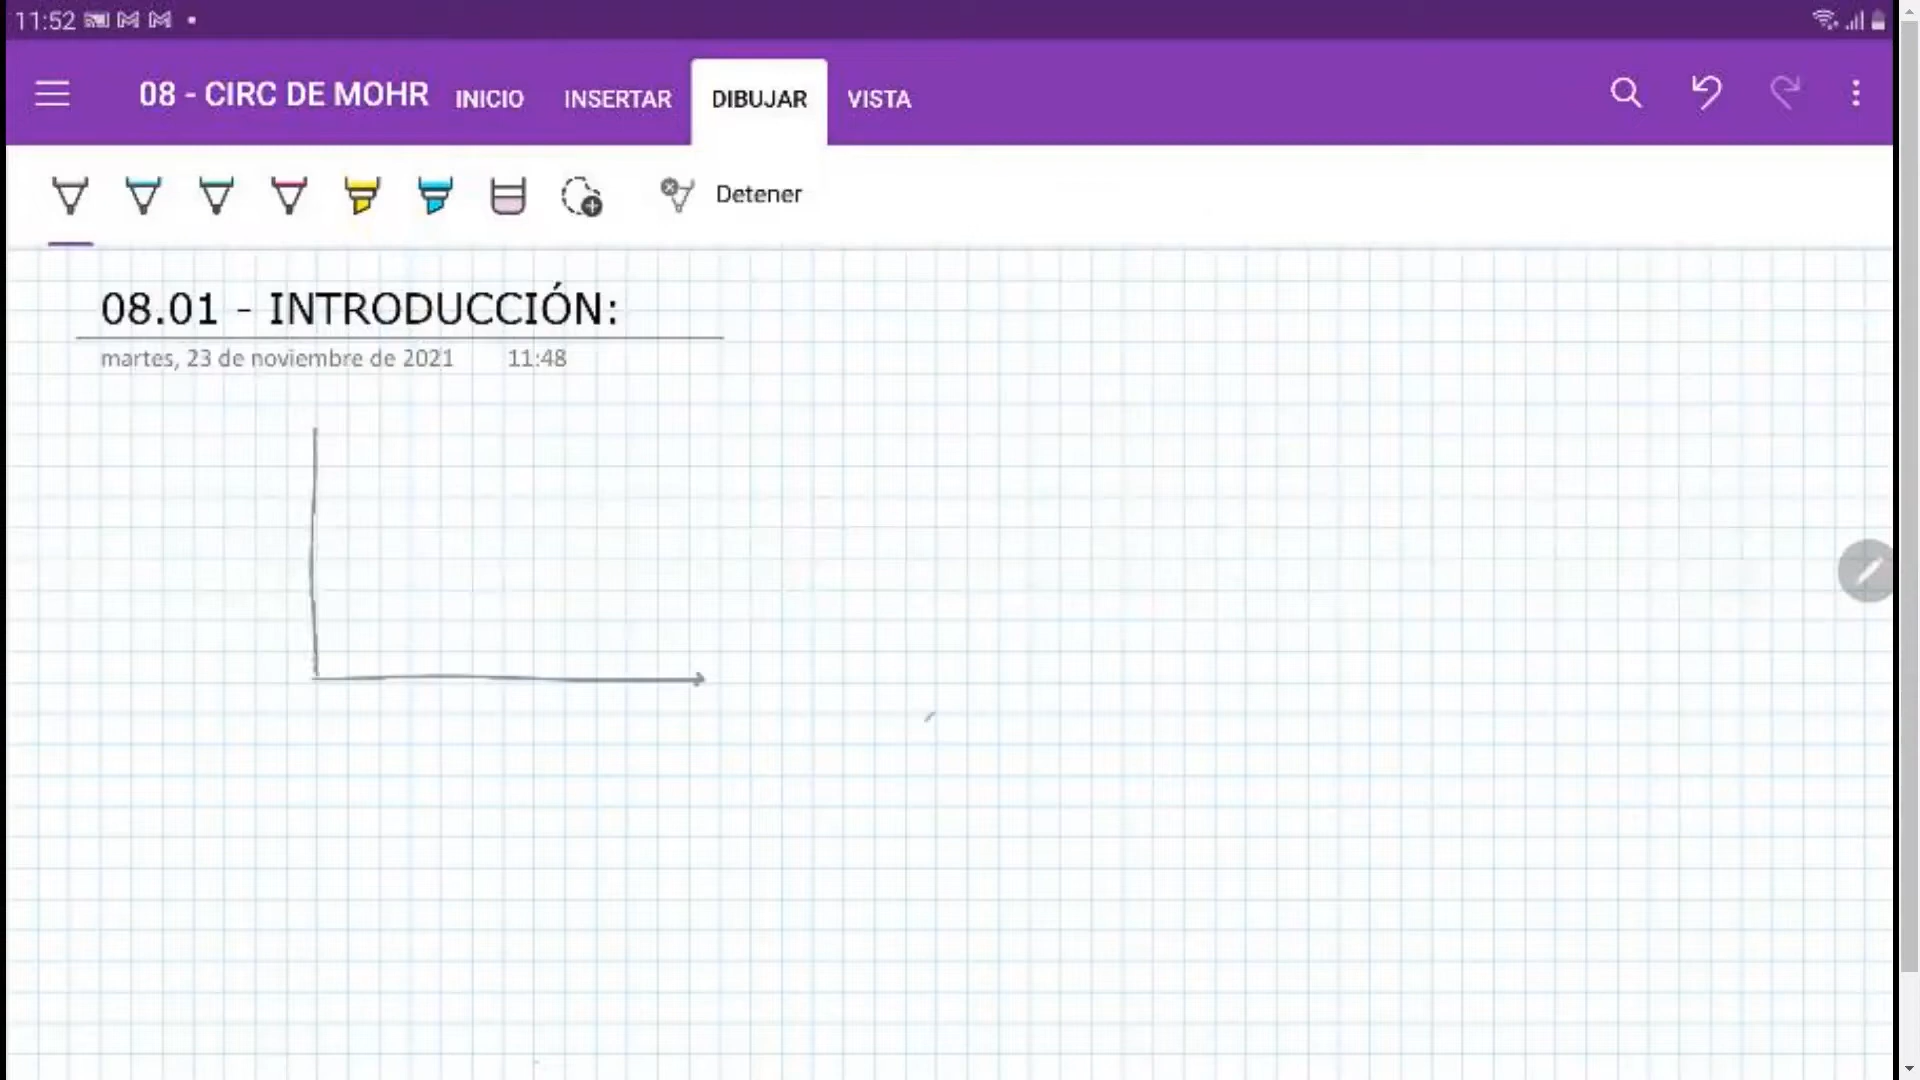 11:52
08 - CIRC DE MOHR INICIO INSERTAR DIBUJAR VISTA
Detener
08.01 - INTRODUCCIÓN:
martes, 23 de noviembre de 2021 11:48